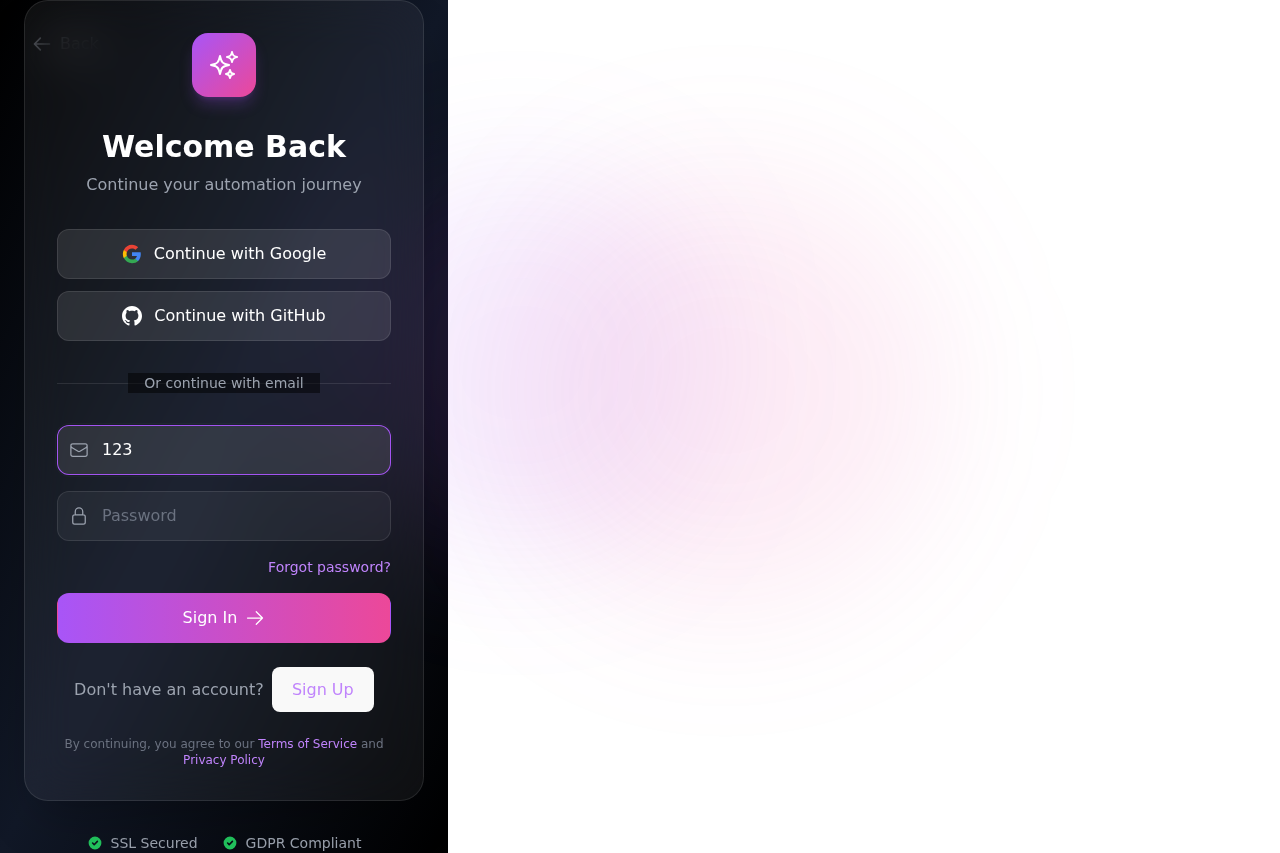 Back
Welcome Back
Continue your automation journey
Continue with Google
Continue with GitHub
Or continue with email
123
Password
Forgot password?
Sign In
Don't have an account? Sign Up
By continuing, you agree to our Terms of Service and
Privacy Policy
SSL Secured GDPR Compliant